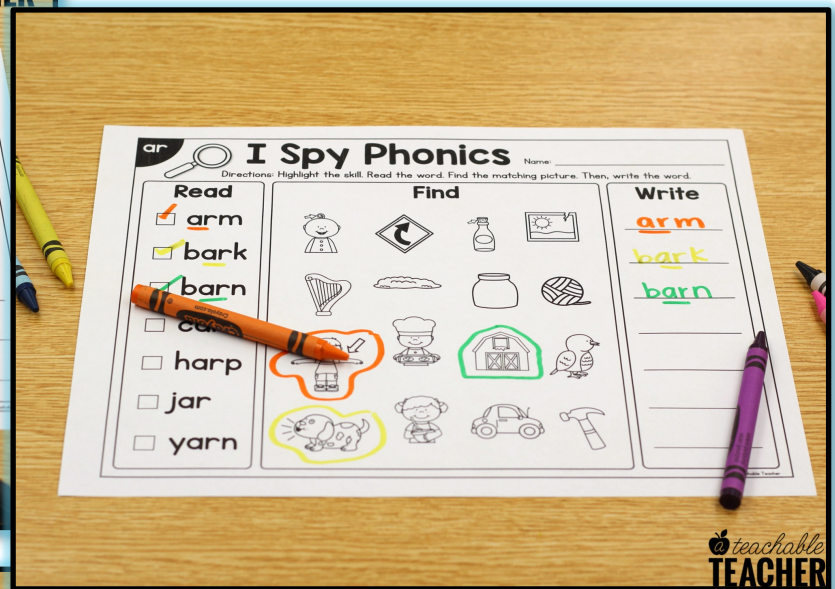 ar
I Spy Phonics
Name:
Directions: Highlight the skill. Read the word. Find the matching picture. Then, write the word.
Read
Find
Write
arm
bark
barn
harp
jar
yarn
arm
bark
barn
Crayola
a teachable
TEACHER